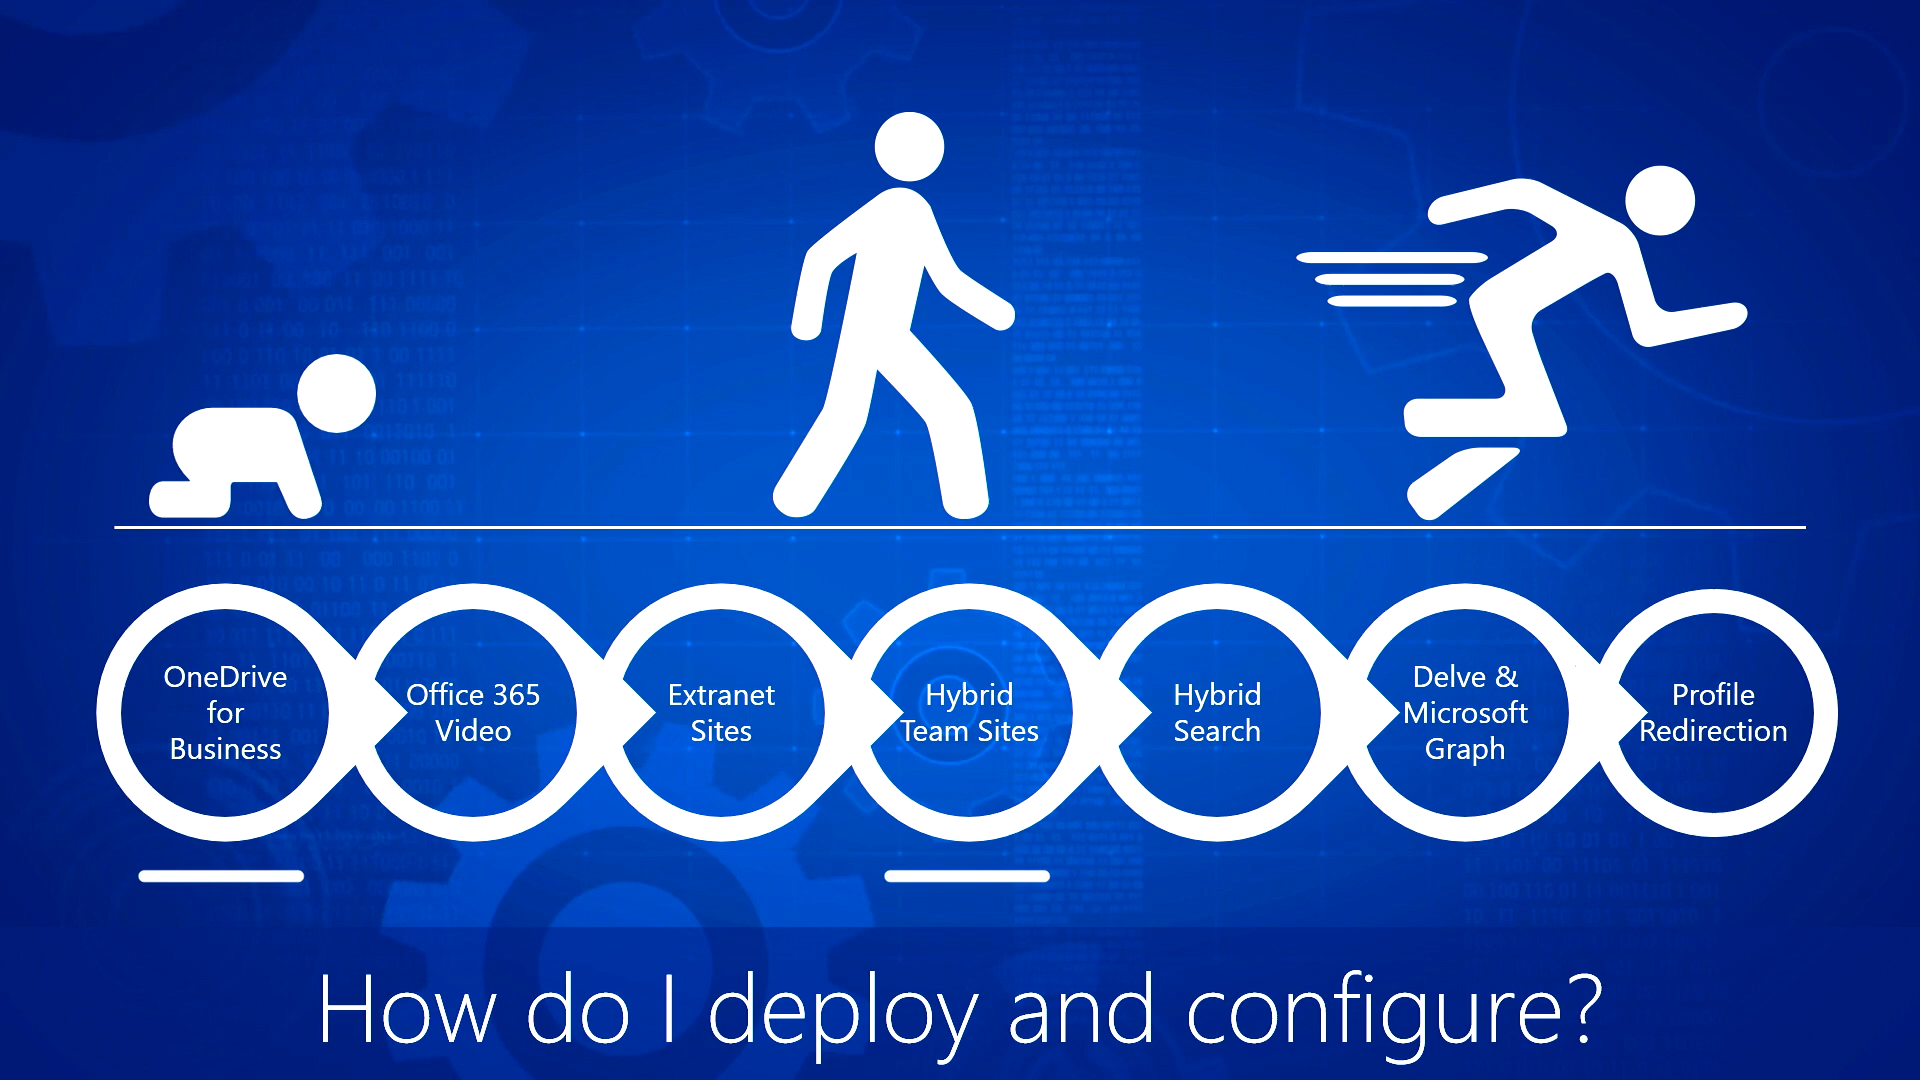 OneDrive
for
Business
Office 365
Video
Extranet
Sites
Hybrid
Team Sites
Hybrid
Search
Delve &
Microsoft
Graph
Profile
Redirection
How do I deploy and configure?